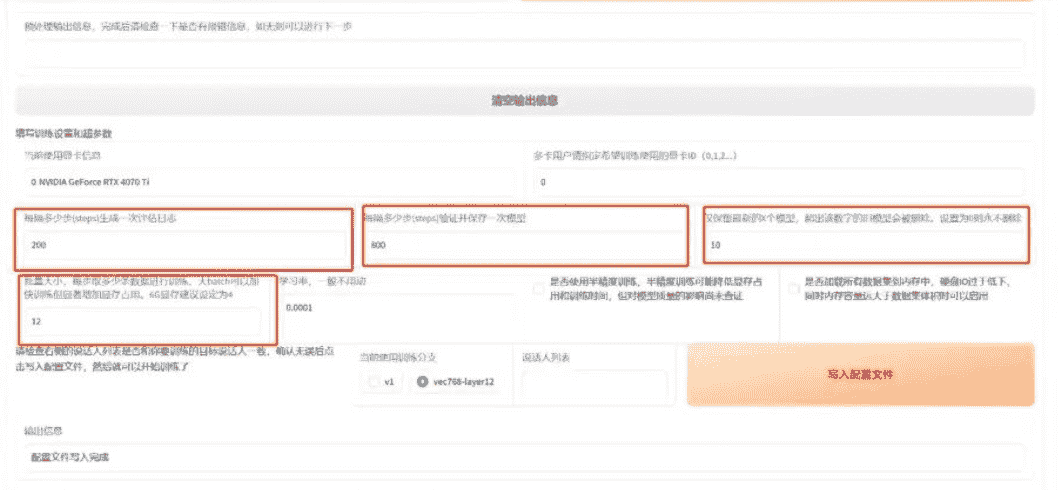 预处理输出信息，完成后请检查一下是否有报错信息，如无则可以进行下一步
清空输出信息
填写训练设置和超参数
当前使用显卡信息
多卡用户请指定希望训练使用的显卡ID（0,1,2...）
0 NVIDIA GeForce RTX 4070 Ti
0
每隔多少步(steps)生成一次评估日志
每隔多少步(steps)验证并保存一次模型
仅保留最新的X个模型，超出该数字的旧模型会被删除。设置为0则永不删除
200
800
10
批量大小，每步取多少条数据进行训练，大batch可以加
快训练但显著增加显存占用。6G显存建议设定为4
学习率，一般不用动
是否使用半精度训练，半精度训练可能降低显存占
用和训练时间，但对模型质量的影响尚未查证
是否加载所有数据集到内存中，硬盘IO过于低下、
同时内存容量远大于数据集体积时可以启用
0.0001
12
请检查右侧的说话人列表是否和你要训练的目标说话人一致，确认无误后点
击写入配置文件，然后就可以开始训练了
当前使用训练分支
说话人列表
v1
vec768-layer12
写入配置文件
输出信息
配置文件写入完成